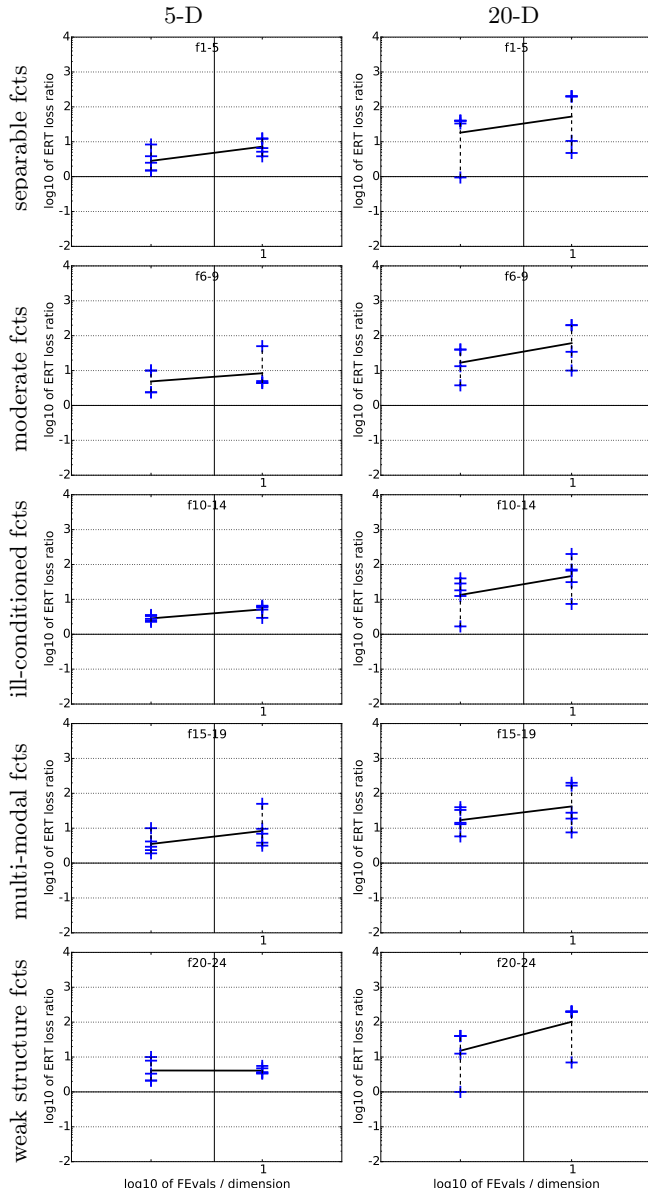 5-D
20-D
separable fcts
log10 of ERT loss ratio
f1-5
4
3
2
1
0
-1
-2
1
log10 of ERT loss ratio
f1-5
4
3
2
1
0
-1
-2
1
moderate fcts
log10 of ERT loss ratio
f6-9
4
3
2
1
0
-1
-2
1
log10 of ERT loss ratio
f6-9
4
3
2
1
0
-1
-2
1
ill-conditioned fcts
log10 of ERT loss ratio
f10-14
4
3
2
1
0
-1
-2
1
log10 of ERT loss ratio
f10-14
4
3
2
1
0
-1
-2
1
multi-modal fcts
log10 of ERT loss ratio
f15-19
4
3
2
1
0
-1
-2
1
log10 of ERT loss ratio
f15-19
4
3
2
1
0
-1
-2
1
weak structure fcts
log10 of ERT loss ratio
f20-24
4
3
2
1
0
-1
-2
1
log10 of FEvals / dimension
log10 of ERT loss ratio
f20-24
4
3
2
1
0
-1
-2
1
log10 of FEvals / dimension